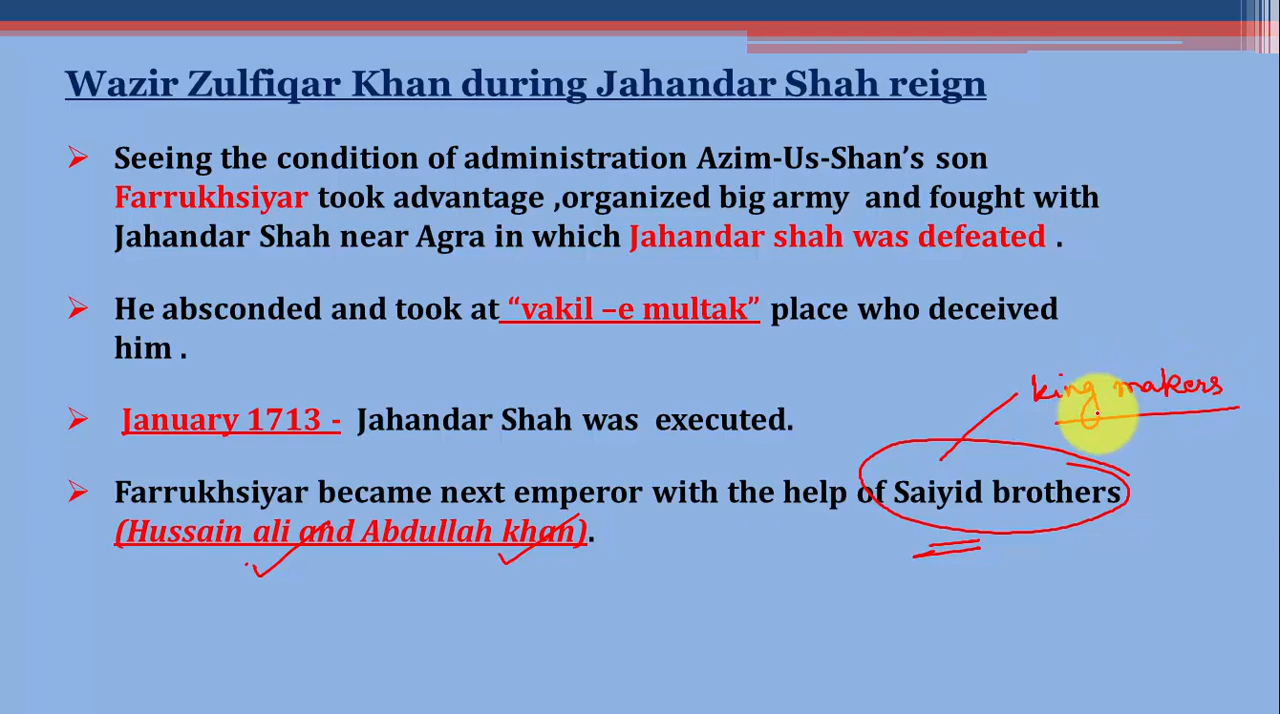 Wazir Zulfiqar Khan during Jahandar Shah reign
Seeing the condition of administration Azim-Us-Shan's son
Farrukhsiyar took advantage ,organized big army and fought with
Jahandar Shah near Agra in which Jahandar shah was defeated .
He absconded and took at "vakil –e multak" place who deceived
him .
king makers
January 1713 - Jahandar Shah was executed.
Farrukhsiyar became next emperor with the help of Saiyid brothers
(Hussain ali and Abdullah khan).